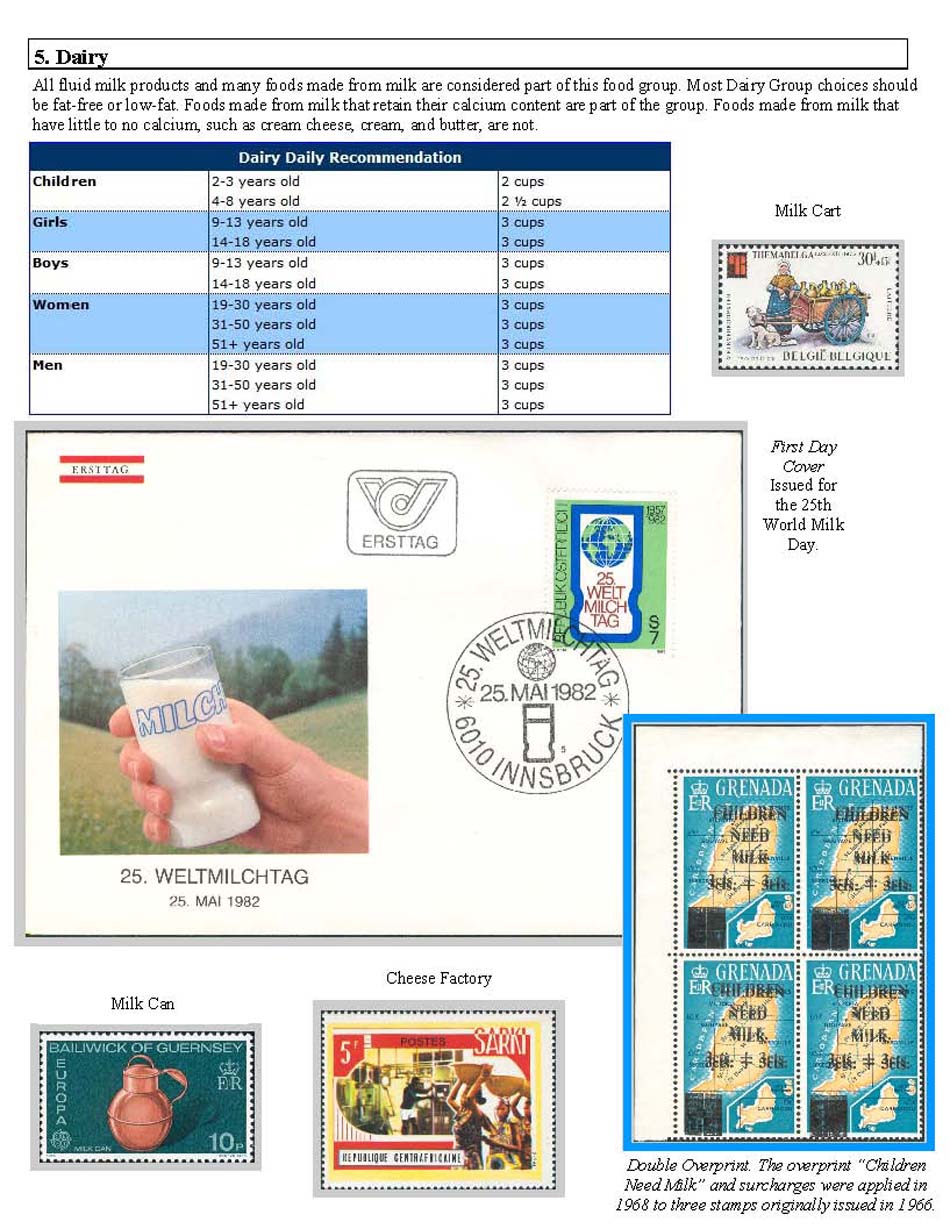 5. Dairy
All fluid milk products and many foods made from milk are considered part of this food group. Most Dairy Group choices should
be fat-free or low-fat. Foods made from milk that retain their calcium content are part of the group. Foods made from milk that
have little to no calcium, such as cream cheese, cream, and butter, are not.
Dairy Daily Recommendation
Children 2-3 years old 2 cups
4-8 years old 2 ½ cups
Girls 9-13 years old 3 cups
14-18 years old 3 cups
Boys 9-13 years old 3 cups
14-18 years old 3 cups
Women 19-30 years old 3 cups
31-50 years old 3 cups
51+ years old 3 cups
Men 19-30 years old 3 cups
31-50 years old 3 cups
51+ years old 3 cups
Milk Cart
THEMABELGA
30F
BELGIË-BELGIQUE
First Day
Cover
Issued for
the 25th
World Milk
Day.
ERSTTAG
ERSTTAG
1957
1982
REPUBLIK ÖSTERREICH
25.
WELT
MILCH
TAG
S
7
25. WELTMILCHTAG
25. MAI 1982
6010 INNSBRUCK
MILCH
25. WELTMILCHTAG
25. MAI 1982
GRENADA
EIIR
CHILDREN
NEED
MILK
3cts. + 3cts.
GRENADA
EIIR
CHILDREN
NEED
MILK
3cts. + 3cts.
GRENADA
EIIR
CHILDREN
NEED
MILK
3cts. + 3cts.
GRENADA
EIIR
CHILDREN
NEED
MILK
3cts. + 3cts.
Double Overprint. The overprint “Children
Need Milk” and surcharges were applied in
1968 to three stamps originally issued in 1966.
Milk Can
BAILIWICK OF GUERNSEY
EUROPA
EIIR
MILK CAN
10p
Cheese Factory
5F
POSTES
SARKI
REPUBLIQUE CENTRAFRICAINE